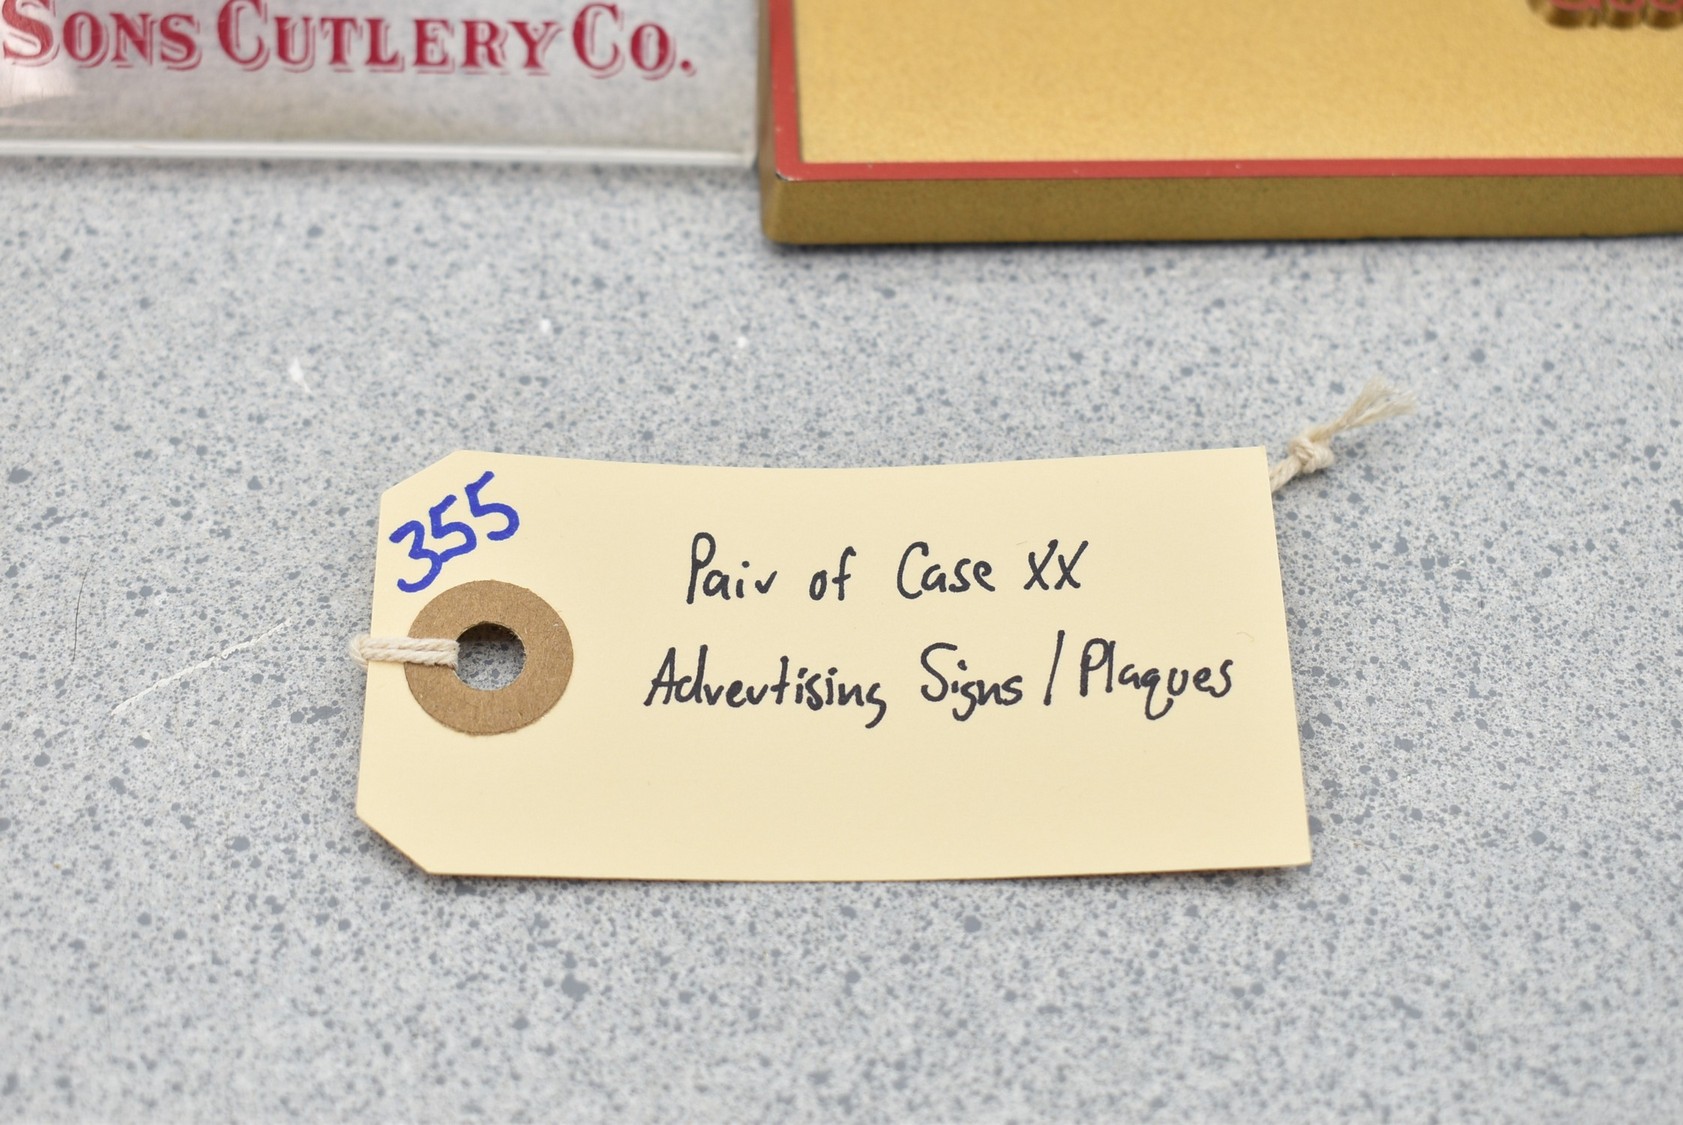 SONS CUTLERY CO.
355
Pair of Case XX
Advertising Signs / Plaques